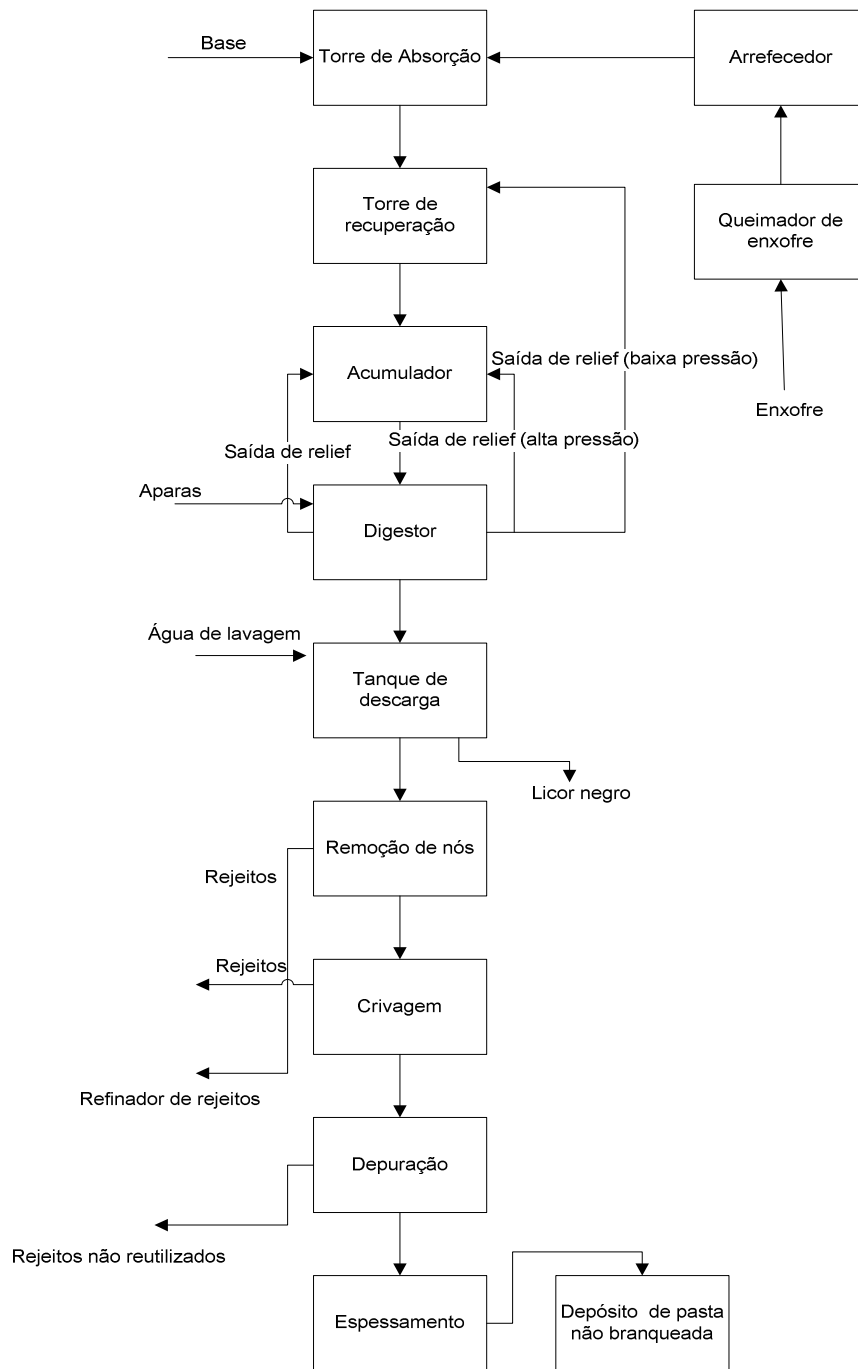 Base
Torre de Absorção
Arrefecedor
Torre de
recuperação
Queimador de
enxofre
Saída de relief (baixa pressão)
Acumulador
Enxofre
Saída de relief (alta pressão)
Saída de relief
Aparas
Digestor
Água de lavagem
Tanque de
descarga
Licor negro
Remoção de nós
Rejeitos
Rejeitos
Crivagem
Refinador de rejeitos
Depuração
Rejeitos não reutilizados
Espessamento
Depósito de pasta
não branqueada